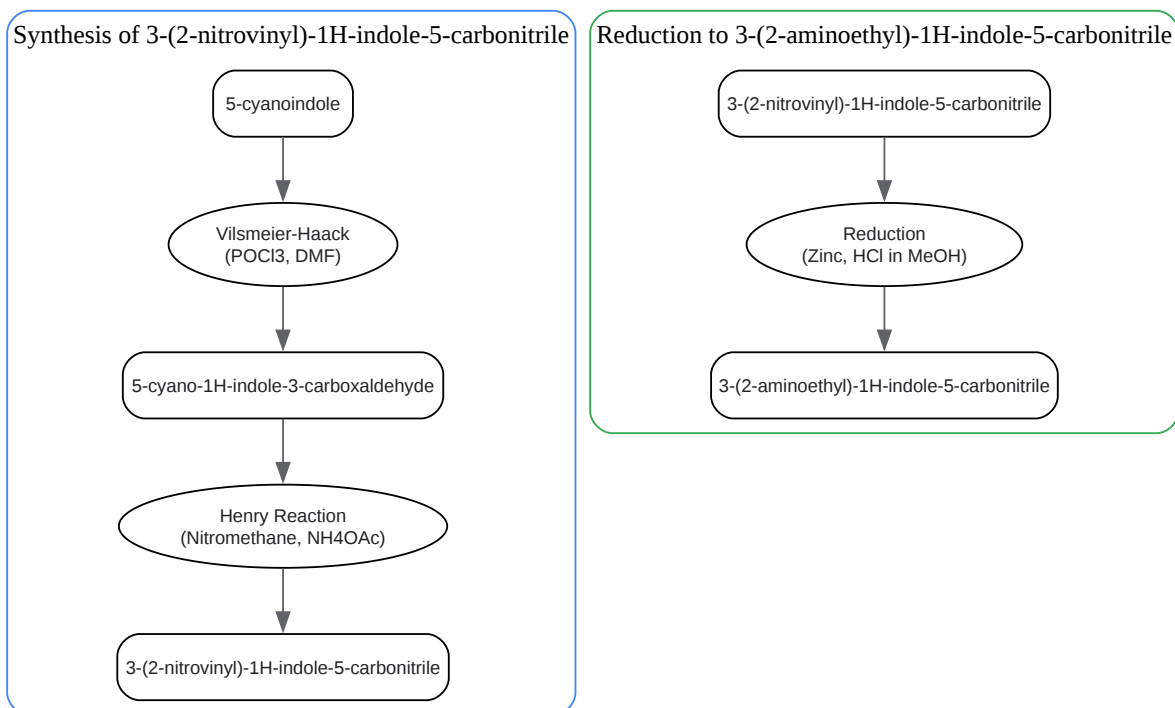 Synthesis of 3-(2-nitrovinyl)-1H-indole-5-carbonitrile
5-cyanoindole
Vilsmeier-Haack
(POCl3, DMF)
5-cyano-1H-indole-3-carboxaldehyde
Henry Reaction
(Nitromethane, NH4OAc)
3-(2-nitrovinyl)-1H-indole-5-carbonitrile
Reduction to 3-(2-aminoethyl)-1H-indole-5-carbonitrile
3-(2-nitrovinyl)-1H-indole-5-carbonitrile
Reduction
(Zinc, HCl in MeOH)
3-(2-aminoethyl)-1H-indole-5-carbonitrile